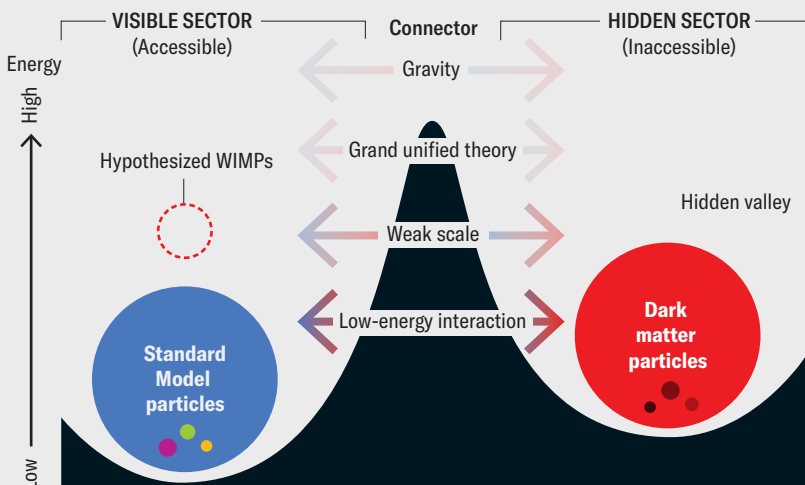 VISIBLE SECTOR
(Accessible)
Connector
HIDDEN SECTOR
(Inaccessible)
Energy
High
Gravity
Grand unified theory
Hypothesized WIMPs
Hidden valley
Weak scale
Low-energy interaction
Standard
Model
particles
Dark
matter
particles
Low